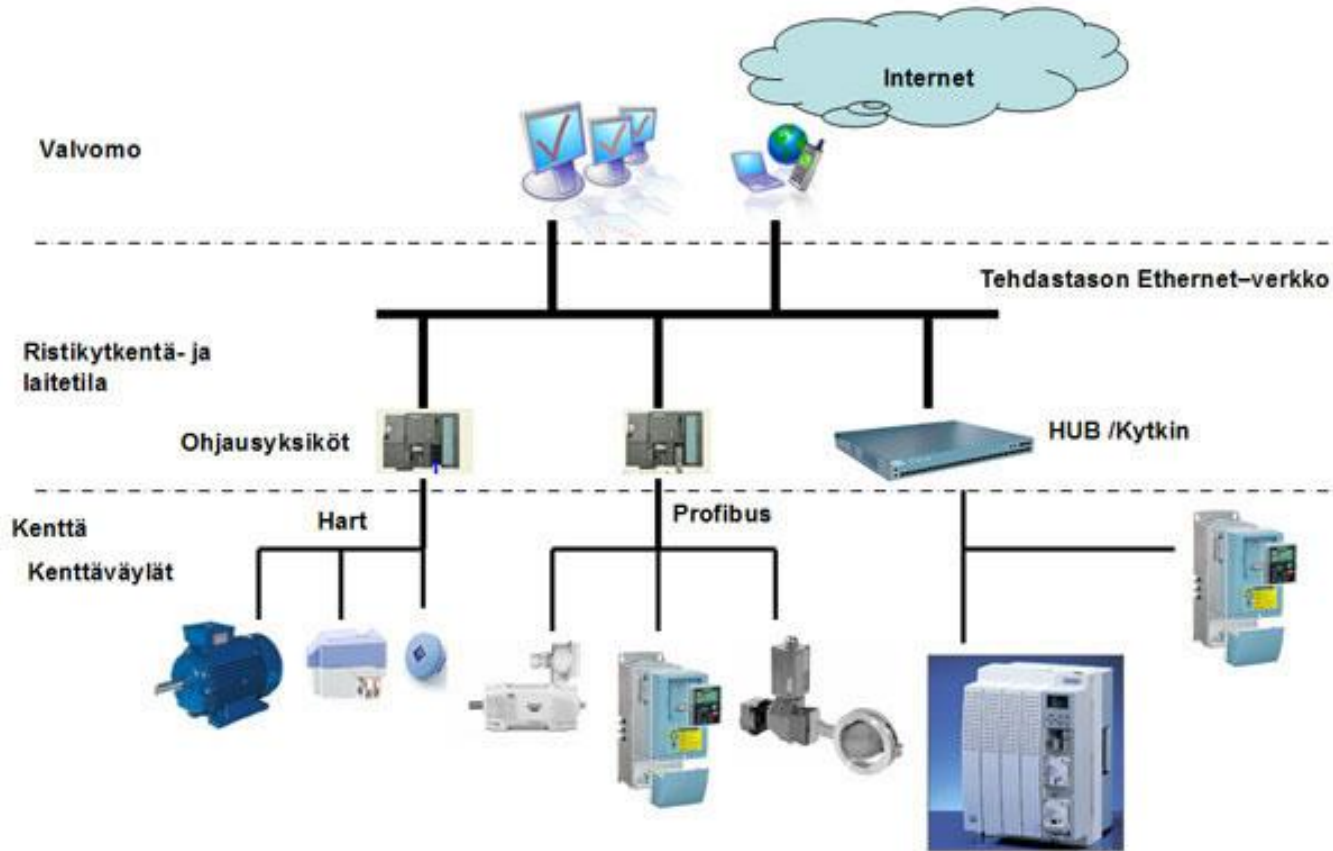 Internet
Valvomo
Tehdastason Ethernet–verkko
Ristikytkentä- ja
laitetila
Ohjausyksiköt
HUB /Kytkin
Kenttä
Hart
Profibus
Kenttäväylät